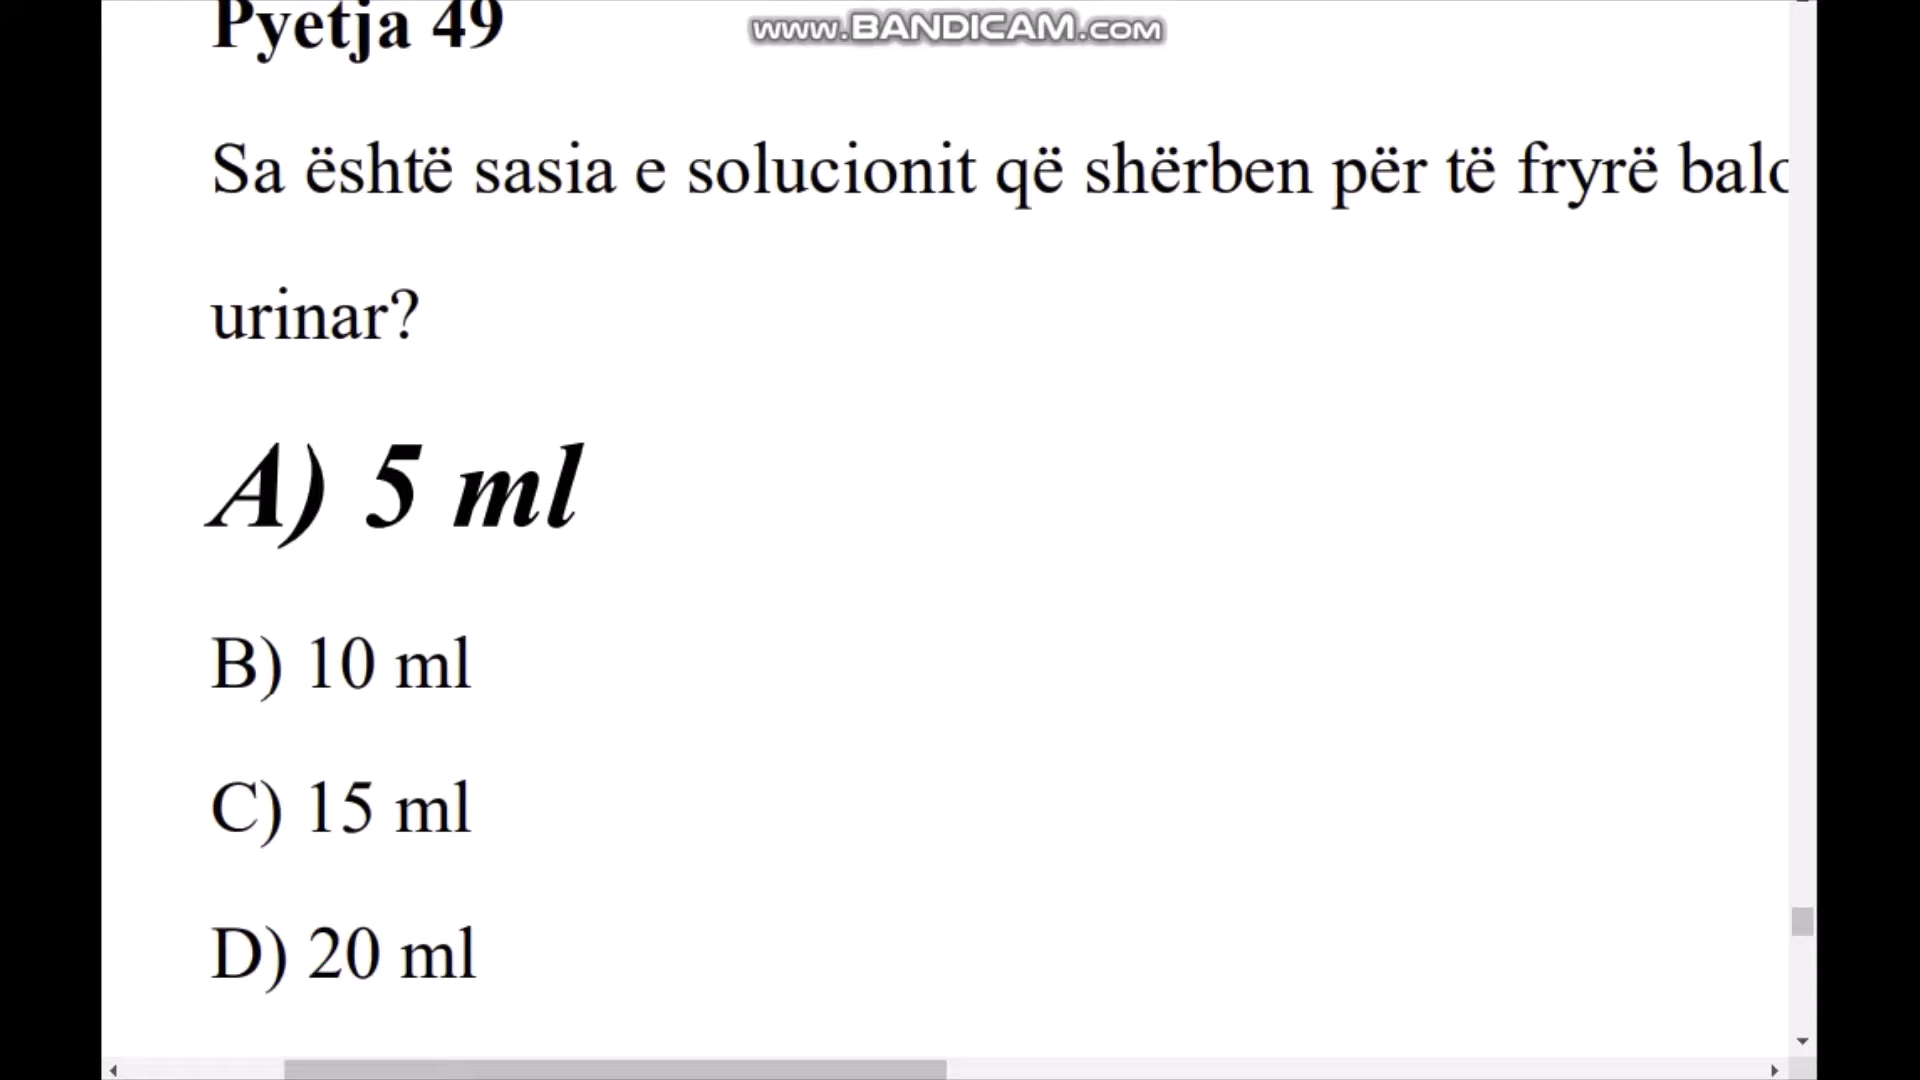 Pyetja 49
www.BANDICAM.com
Sa është sasia e solucionit që shërben për të fryrë
urinar?
A) 5 ml
B) 10 ml
C) 15 ml
D) 20 ml